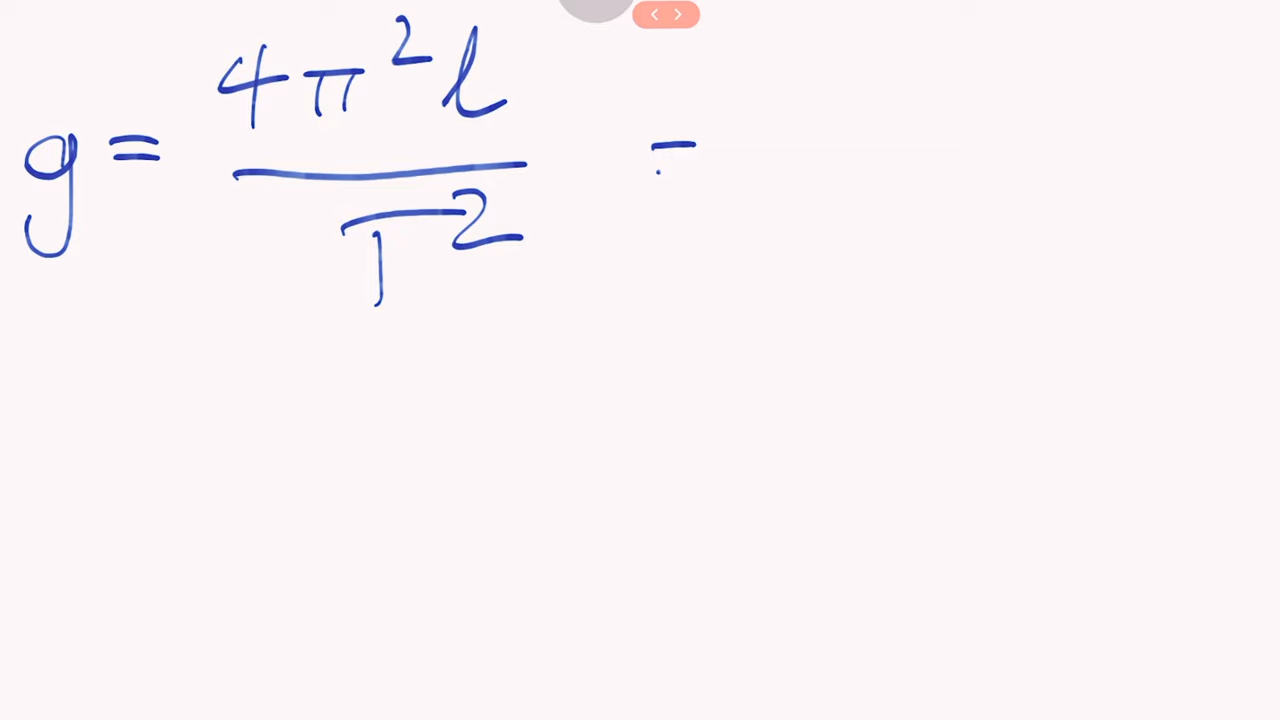 g = 4π²l / T² =